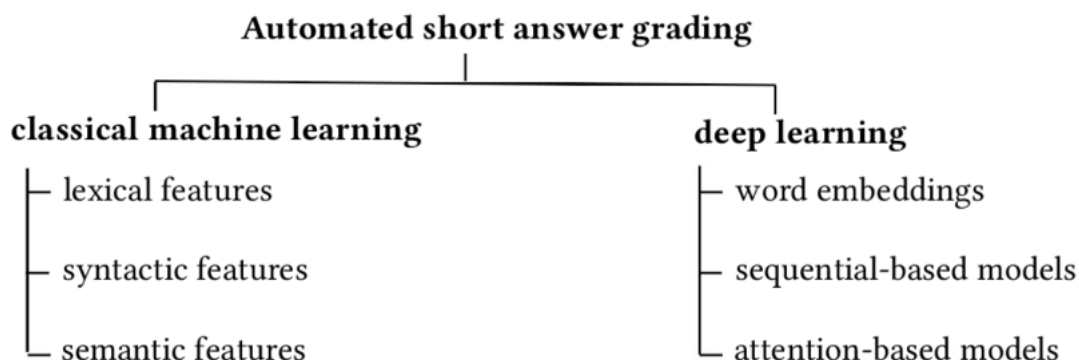 Automated short answer grading
classical machine learning
lexical features
syntactic features
semantic features
deep learning
word embeddings
sequential-based models
attention-based models